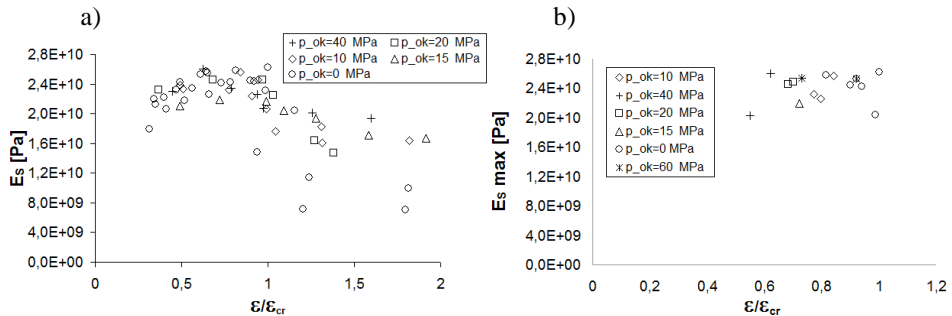 a)
p_ok=40 MPa
p_ok=20 MPa
p_ok=10 MPa
p_ok=15 MPa
p_ok=0 MPa
2,8E+10
2,4E+10
2,0E+10
1,6E+10
1,2E+10
8,0E+09
4,0E+09
0,0E+00
Es [Pa]
0
0,5
1
1,5
2
ε/εcr
b)
2,8E+10
2,4E+10
2,0E+10
1,6E+10
1,2E+10
8,0E+09
4,0E+09
0,0E+00
Es max [Pa]
p_ok=10 MPa
p_ok=40 MPa
p_ok=20 MPa
p_ok=15 MPa
p_ok=0 MPa
p_ok=60 MPa
0
0,2
0,4
0,6
0,8
1
1,2
ε/εcr